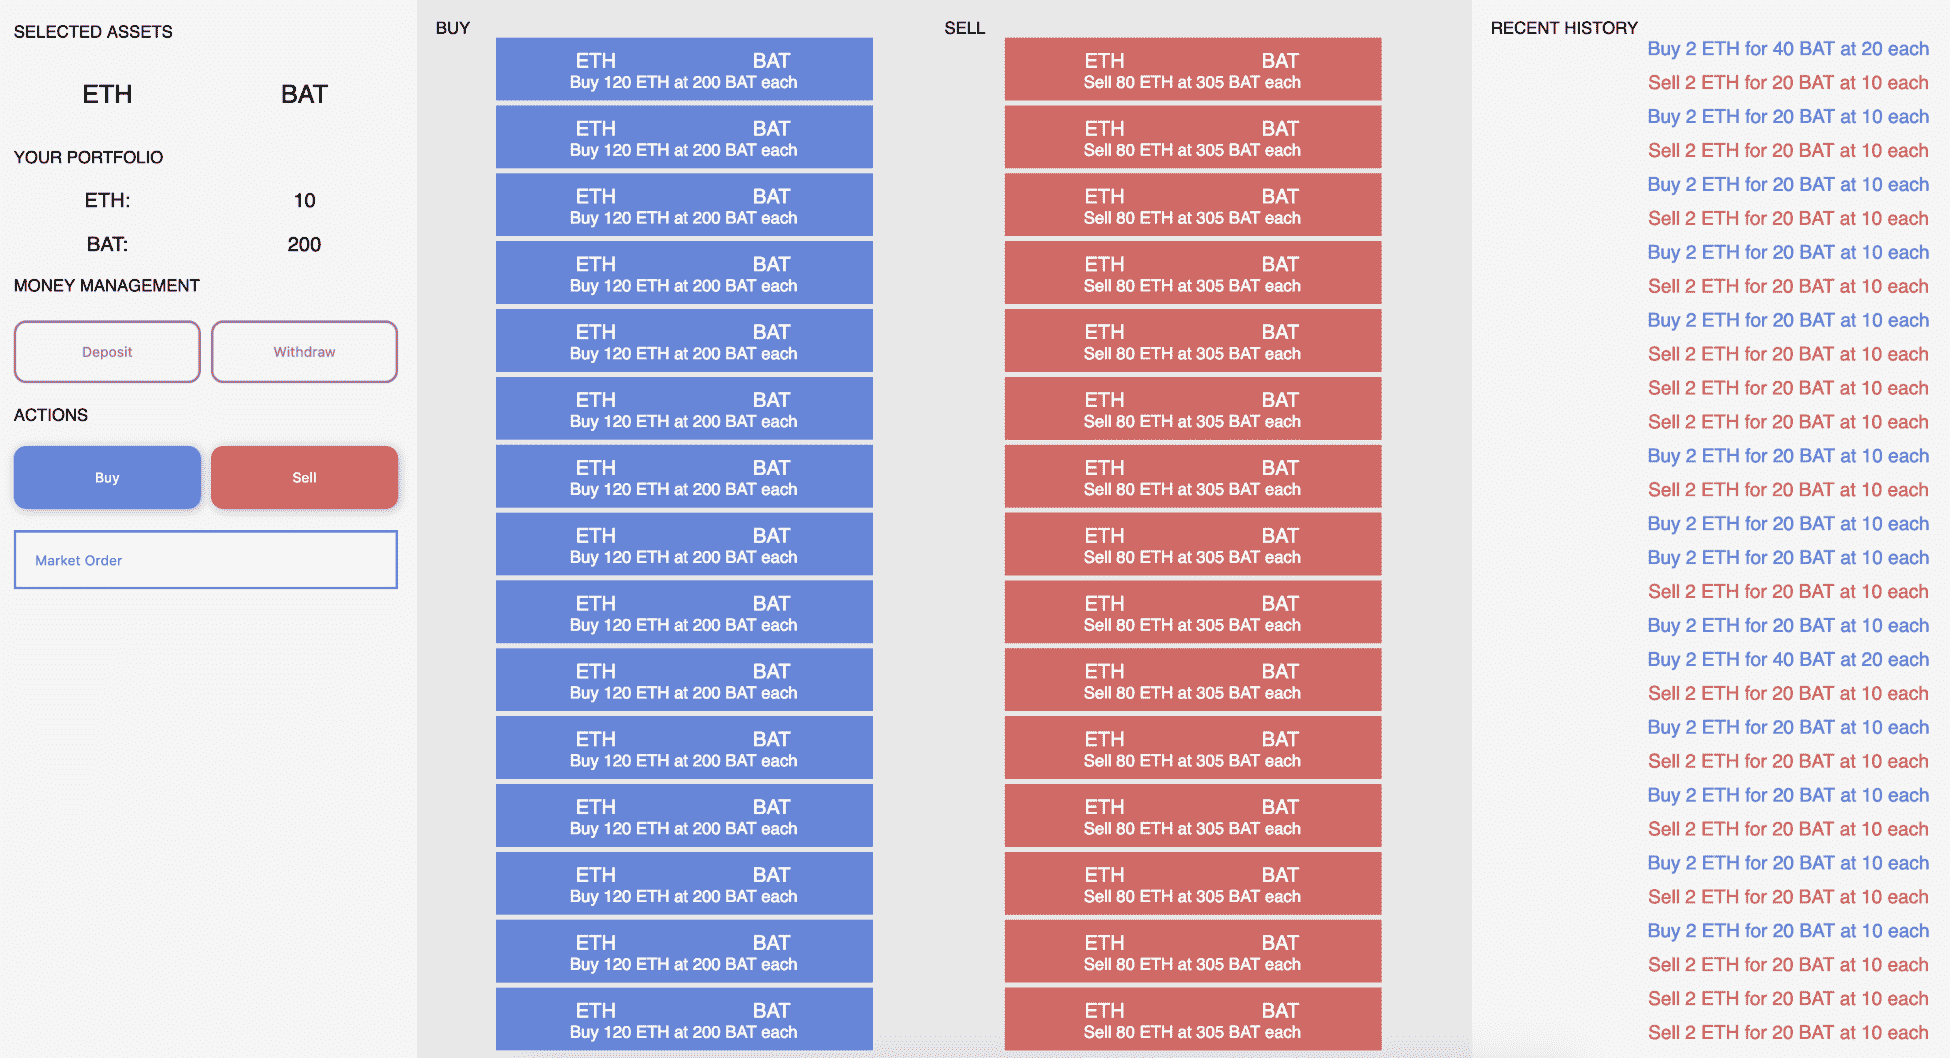 SELECTED ASSETS
ETH BAT
YOUR PORTFOLIO
ETH: 10
BAT: 200
MONEY MANAGEMENT
Deposit Withdraw
ACTIONS
Buy Sell
Market Order
BUY
ETH BAT
Buy 120 ETH at 200 BAT each
ETH BAT
Buy 120 ETH at 200 BAT each
ETH BAT
Buy 120 ETH at 200 BAT each
ETH BAT
Buy 120 ETH at 200 BAT each
ETH BAT
Buy 120 ETH at 200 BAT each
ETH BAT
Buy 120 ETH at 200 BAT each
ETH BAT
Buy 120 ETH at 200 BAT each
ETH BAT
Buy 120 ETH at 200 BAT each
ETH BAT
Buy 120 ETH at 200 BAT each
ETH BAT
Buy 120 ETH at 200 BAT each
ETH BAT
Buy 120 ETH at 200 BAT each
ETH BAT
Buy 120 ETH at 200 BAT each
ETH BAT
Buy 120 ETH at 200 BAT each
ETH BAT
Buy 120 ETH at 200 BAT each
ETH BAT
Buy 120 ETH at 200 BAT each
SELL
ETH BAT
Sell 80 ETH at 305 BAT each
ETH BAT
Sell 80 ETH at 305 BAT each
ETH BAT
Sell 80 ETH at 305 BAT each
ETH BAT
Sell 80 ETH at 305 BAT each
ETH BAT
Sell 80 ETH at 305 BAT each
ETH BAT
Sell 80 ETH at 305 BAT each
ETH BAT
Sell 80 ETH at 305 BAT each
ETH BAT
Sell 80 ETH at 305 BAT each
ETH BAT
Sell 80 ETH at 305 BAT each
ETH BAT
Sell 80 ETH at 305 BAT each
ETH BAT
Sell 80 ETH at 305 BAT each
ETH BAT
Sell 80 ETH at 305 BAT each
ETH BAT
Sell 80 ETH at 305 BAT each
ETH BAT
Sell 80 ETH at 305 BAT each
ETH BAT
Sell 80 ETH at 305 BAT each
RECENT HISTORY
Buy 2 ETH for 40 BAT at 20 each
Sell 2 ETH for 20 BAT at 10 each
Buy 2 ETH for 20 BAT at 10 each
Sell 2 ETH for 20 BAT at 10 each
Buy 2 ETH for 20 BAT at 10 each
Sell 2 ETH for 20 BAT at 10 each
Buy 2 ETH for 20 BAT at 10 each
Sell 2 ETH for 20 BAT at 10 each
Buy 2 ETH for 20 BAT at 10 each
Sell 2 ETH for 20 BAT at 10 each
Sell 2 ETH for 20 BAT at 10 each
Sell 2 ETH for 20 BAT at 10 each
Buy 2 ETH for 20 BAT at 10 each
Sell 2 ETH for 20 BAT at 10 each
Buy 2 ETH for 20 BAT at 10 each
Buy 2 ETH for 20 BAT at 10 each
Sell 2 ETH for 20 BAT at 10 each
Buy 2 ETH for 20 BAT at 10 each
Buy 2 ETH for 40 BAT at 20 each
Sell 2 ETH for 20 BAT at 10 each
Buy 2 ETH for 20 BAT at 10 each
Sell 2 ETH for 20 BAT at 10 each
Buy 2 ETH for 20 BAT at 10 each
Sell 2 ETH for 20 BAT at 10 each
Buy 2 ETH for 20 BAT at 10 each
Sell 2 ETH for 20 BAT at 10 each
Buy 2 ETH for 20 BAT at 10 each
Sell 2 ETH for 20 BAT at 10 each
Sell 2 ETH for 20 BAT at 10 each
Sell 2 ETH for 20 BAT at 10 each